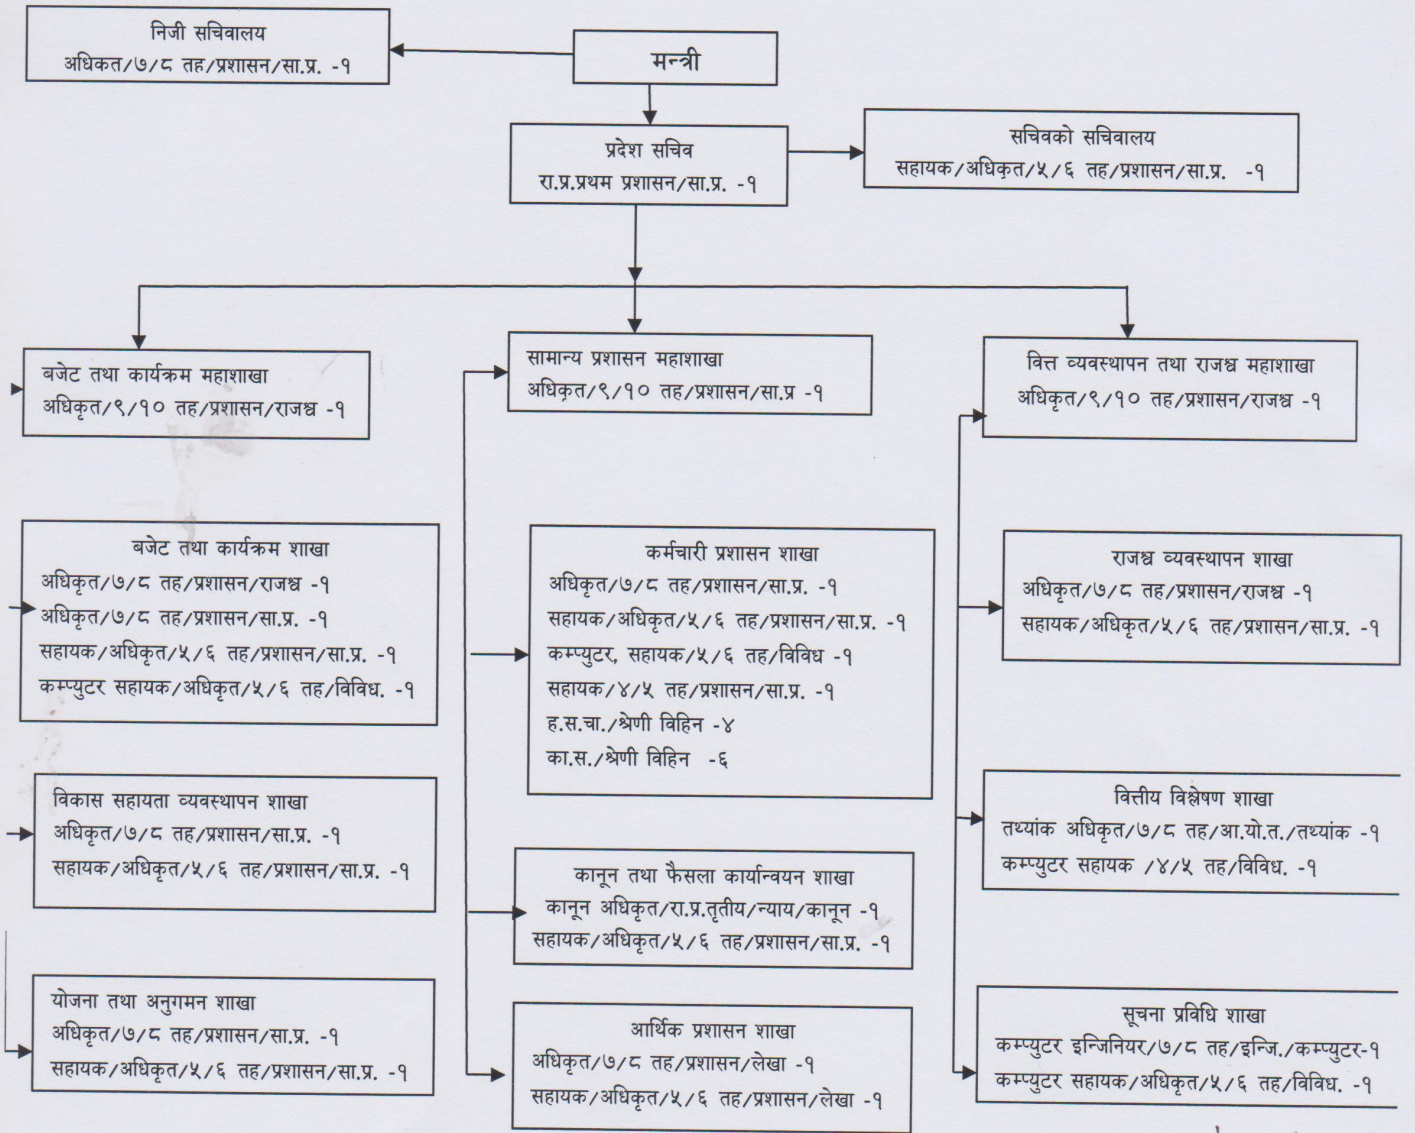 निजी सचिवालय
अधिकत/७/८ तह/प्रशासन/सा.प्र. -१
मन्त्री
प्रदेश सचिव
रा.प्र.प्रथम प्रशासन/सा.प्र. -१
सचिवको सचिवालय
सहायक/अधिकृत/५/६ तह/प्रशासन/सा.प्र. -१
बजेट तथा कार्यक्रम महाशाखा
अधिकृत/९/१० तह/प्रशासन/राजश्व -१
सामान्य प्रशासन महाशाखा
अधिकृत/९/१० तह/प्रशासन/सा.प्र -१
वित्त व्यवस्थापन तथा राजश्व महाशाखा
अधिकृत/९/१० तह/प्रशासन/राजश्व -१
बजेट तथा कार्यक्रम शाखा
अधिकृत/७/८ तह/प्रशासन/राजश्व -१
अधिकृत/७/८ तह/प्रशासन/सा.प्र. -१
सहायक/अधिकृत/५/६ तह/प्रशासन/सा.प्र. -१
कम्प्युटर सहायक/अधिकृत/५/६ तह/विविध. -१
कर्मचारी प्रशासन शाखा
अधिकृत/७/८ तह/प्रशासन/सा.प्र. -१
सहायक/अधिकृत/५/६ तह/प्रशासन/सा.प्र. -१
कम्प्युटर, सहायक/५/६ तह/विविध -१
सहायक/४/५ तह/प्रशासन/सा.प्र. -१
ह.स.चा./श्रेणी विहिन -४
का.स./श्रेणी विहिन -६
राजश्व व्यवस्थापन शाखा
अधिकृत/७/८ तह/प्रशासन/राजश्व -१
सहायक/अधिकृत/५/६ तह/प्रशासन/सा.प्र. -१
विकास सहायता व्यवस्थापन शाखा
अधिकृत/७/८ तह/प्रशासन/सा.प्र. -१
सहायक/अधिकृत/५/६ तह/प्रशासन/सा.प्र. -१
कानून तथा फैसला कार्यान्वयन शाखा
कानून अधिकृत/रा.प्र.तृतीय/न्याय/कानून -१
सहायक/अधिकृत/५/६ तह/प्रशासन/सा.प्र. -१
वित्तीय विश्लेषण शाखा
तथ्यांक अधिकृत/७/८ तह/आ.यो.त./तथ्यांक -१
कम्प्युटर सहायक /४/५ तह/विविध. -१
योजना तथा अनुगमन शाखा
अधिकृत/७/८ तह/प्रशासन/सा.प्र. -१
सहायक/अधिकृत/५/६ तह/प्रशासन/सा.प्र. -१
आर्थिक प्रशासन शाखा
अधिकृत/७/८ तह/प्रशासन/लेखा -१
सहायक/अधिकृत/५/६ तह/प्रशासन/लेखा -१
सूचना प्रविधि शाखा
कम्प्युटर इन्जिनियर/७/८ तह/इन्जि./कम्प्युटर-१
कम्प्युटर सहायक/अधिकृत/५/६ तह/विविध. -१